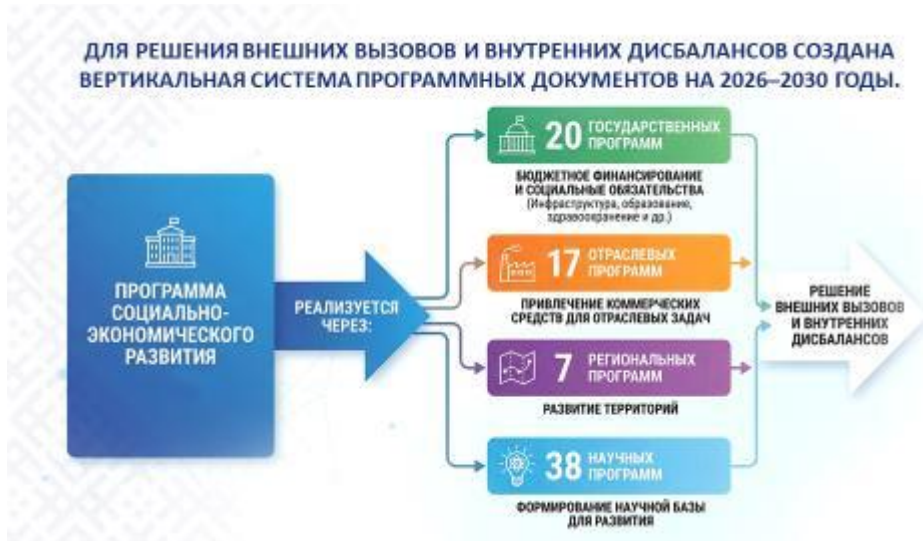 ДЛЯ РЕШЕНИЯ ВНЕШНИХ ВЫЗОВОВ И ВНУТРЕННИХ ДИСБАЛАНСОВ СОЗДАНА
ВЕРТИКАЛЬНАЯ СИСТЕМА ПРОГРАММНЫХ ДОКУМЕНТОВ НА 2026–2030 ГОДЫ.
ПРОГРАММА
СОЦИАЛЬНО-
ЭКОНОМИЧЕСКОГО
РАЗВИТИЯ
РЕАЛИЗУЕТСЯ
ЧЕРЕЗ:
20 ГОСУДАРСТВЕННЫХ
ПРОГРАММ
БЮДЖЕТНОЕ ФИНАНСИРОВАНИЕ
И СОЦИАЛЬНЫЕ ОБЯЗАТЕЛЬСТВА
(Инфраструктура, образование,
здравоохранение и др.)
17 ОТРАСЛЕВЫХ
ПРОГРАММ
ПРИВЛЕЧЕНИЕ КОММЕРЧЕСКИХ
СРЕДСТВ ДЛЯ ОТРАСЛЕВЫХ ЗАДАЧ
7 РЕГИОНАЛЬНЫХ
ПРОГРАММ
РАЗВИТИЕ ТЕРРИТОРИЙ
38 НАУЧНЫХ
ПРОГРАММ
ФОРМИРОВАНИЕ НАУЧНОЙ БАЗЫ
ДЛЯ РАЗВИТИЯ
РЕШЕНИЕ
ВНЕШНИХ ВЫЗОВОВ
И ВНУТРЕННИХ
ДИСБАЛАНСОВ